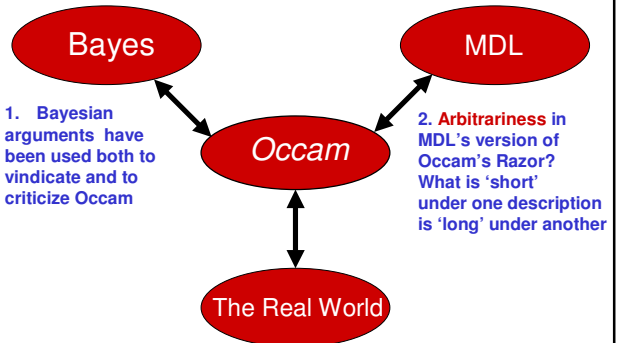 Bayes
MDL
1. Bayesian
arguments have
been used both to
vindicate and to
criticize Occam
Occam
2. Arbitrariness in
MDL's version of
Occam's Razor?
What is 'short'
under one description
is 'long' under another
The Real World